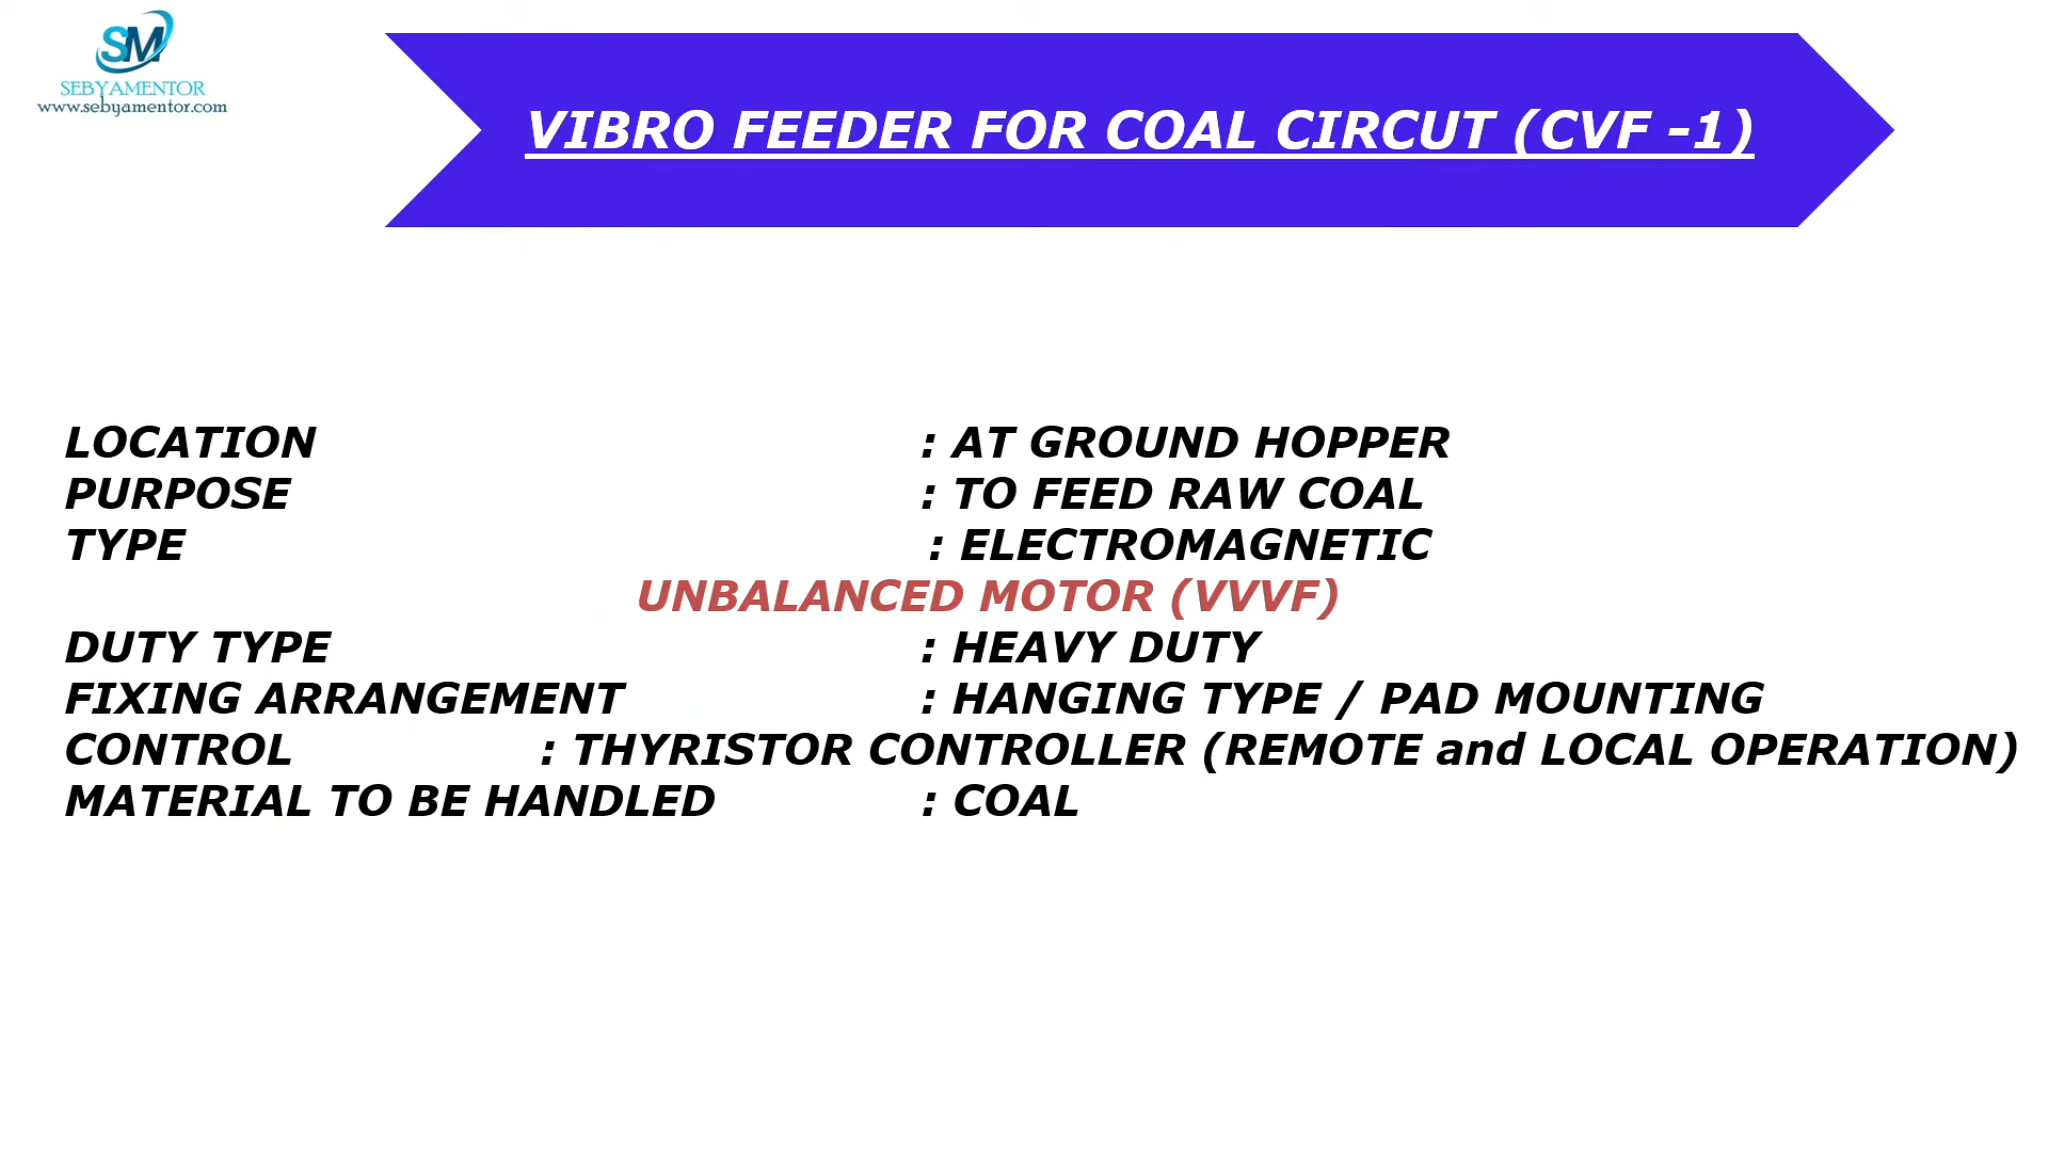 SM
SEBYAMENTOR
www.sebyamentor.com
VIBRO FEEDER FOR COAL CIRCUT (CVF -1)
LOCATION : AT GROUND HOPPER
PURPOSE : TO FEED RAW COAL
TYPE : ELECTROMAGNETIC
UNBALANCED MOTOR (VVVF)
DUTY TYPE : HEAVY DUTY
FIXING ARRANGEMENT : HANGING TYPE / PAD MOUNTING
CONTROL : THYRISTOR CONTROLLER (REMOTE and LOCAL OPERATION)
MATERIAL TO BE HANDLED : COAL